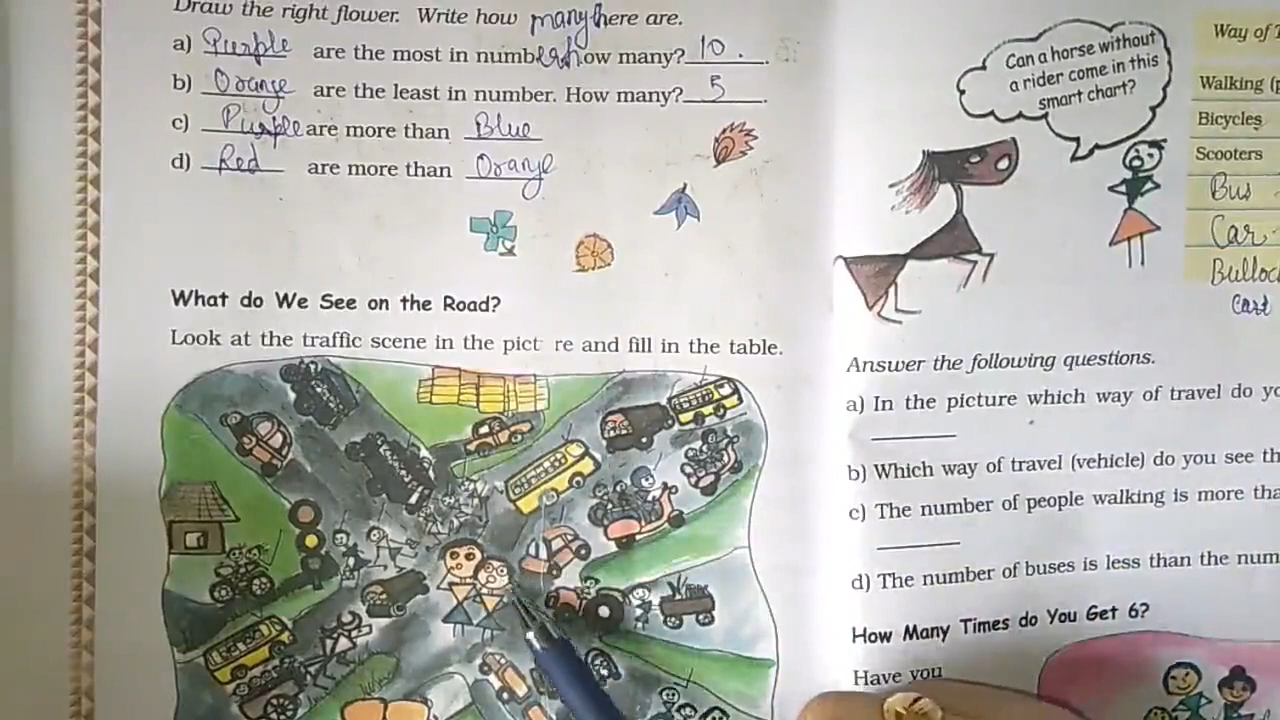 Draw the right flower. Write how many there are.
a) Purple are the most in number. how many? 10.
b) Orange are the least in number. How many? 5.
c) Purple are more than Blue
d) Red are more than Orange
What do We See on the Road?
Look at the traffic scene in the pict re and fill in the table.
Can a horse without
a rider come in this
smart chart?
Way of
Walking
Bicycles
Scooters
Bus
Car
Bulloc
Cart
Answer the following questions.
a) In the picture which way of travel do
b) Which way of travel (vehicle) do you see
c) The number of people walking is more
d) The number of buses is less than the num
How Many Times do You Get 6?
Have you